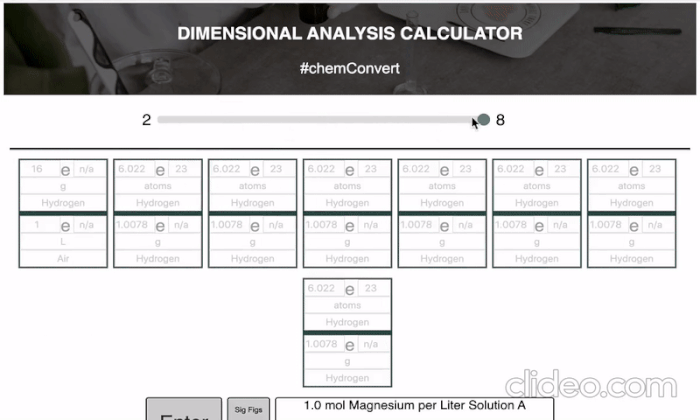 DIMENSIONAL ANALYSIS CALCULATOR
#chemConvert
2 8
16 e n/a 6.022 e 23 6.022 e 23 6.022 e 23 6.022 e 23 6.022 e 23 6.022 e 23
g atoms atoms atoms atoms atoms atoms
Hydrogen Hydrogen Hydrogen Hydrogen Hydrogen Hydrogen Hydrogen
1 e n/a 1.0078 e n/a 1.0078 e n/a 1.0078 e n/a 1.0078 e n/a 1.0078 e n/a 1.0078 e n/a
L g g g g g g
Air Hydrogen Hydrogen Hydrogen Hydrogen Hydrogen Hydrogen
6.022 e 23
atoms
Hydrogen
1.0078 e n/a
g
Hydrogen
clideo.com
Enter Sig Figs 1.0 mol Magnesium per Liter Solution A